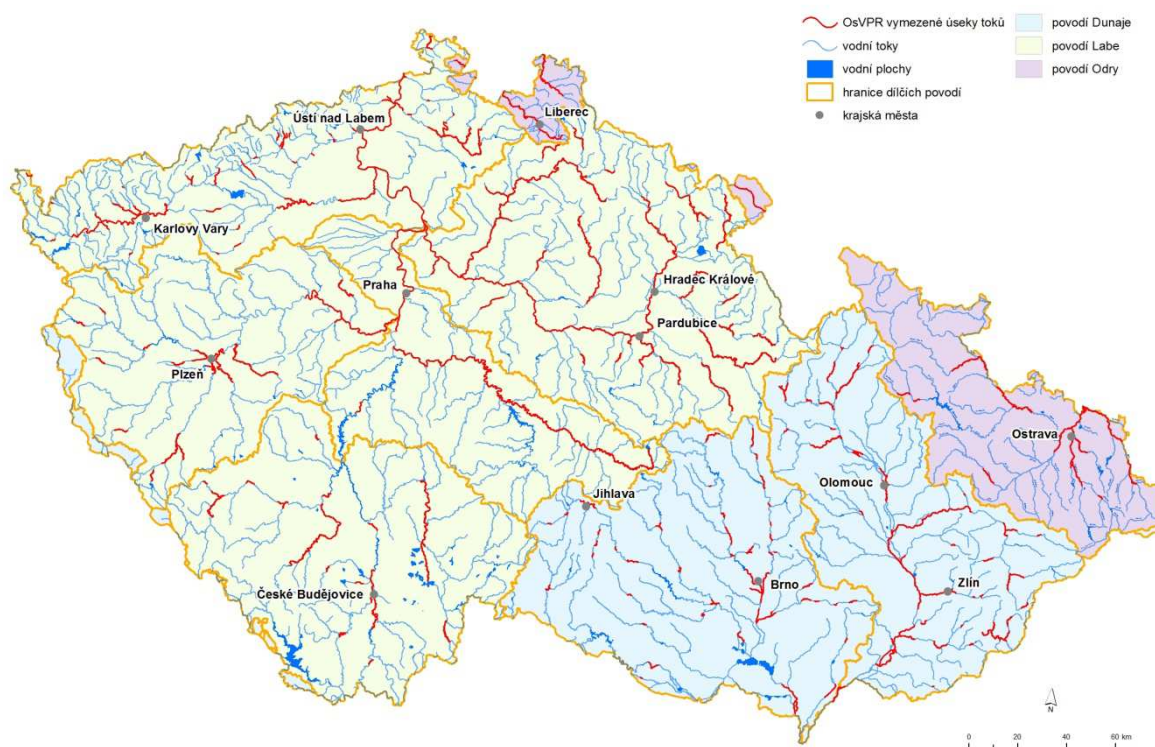 OsVPR vymezené úseky toků
vodní toky
vodní plochy
hranice dílčích povodí
krajská města
povodí Dunaje
povodí Labe
povodí Odry
Ústí nad Labem
Liberec
Karlovy Vary
Praha
Hradec Králové
Pardubice
Plzeň
Ostrava
Olomouc
Jihlava
České Budějovice
Brno
Zlín
N
0 20 40 60 km